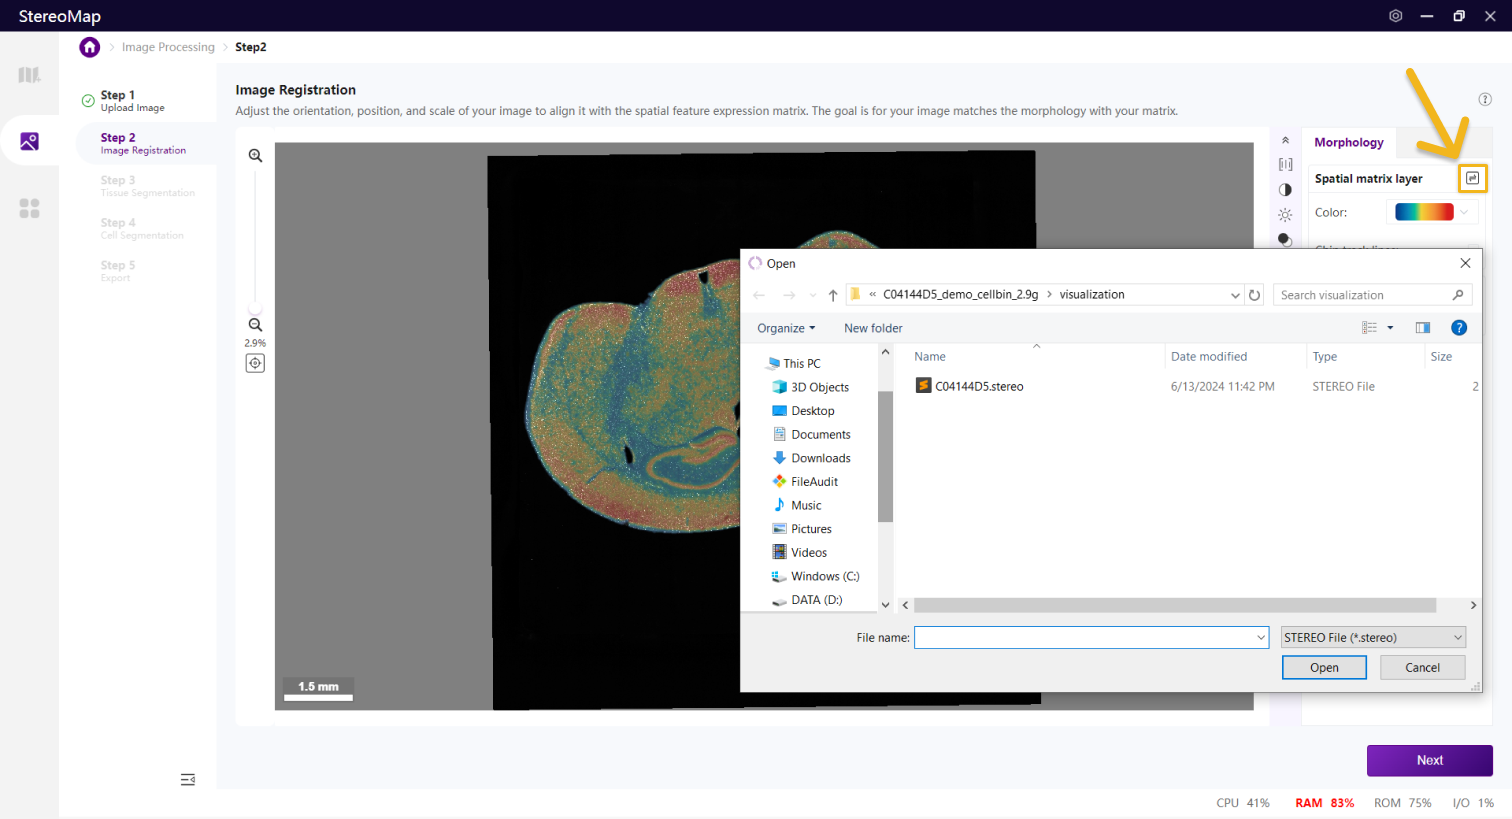 StereoMap
Image Processing
Step2
Step 1
Upload Image
Step 2
Image Registration
Step 3
Tissue Segmentation
Step 4
Cell Segmentation
Step 5
Export
Image Registration
Adjust the orientation, position, and scale of your image to align it with the spatial feature expression matrix. The goal is for your image matches the morphology with your matrix.
2.9%
1.5 mm
Morphology
Spatial matrix layer
Color:
Open
« C04144D5_demo_cellbin_2.9g > visualization
Search visualization
Organize
New folder
Name
Date modified
Type
Size
This PC
3D Objects
Desktop
Documents
Downloads
FileAudit
Music
Pictures
Videos
Windows (C:)
DATA (D:)
C04144D5.stereo
6/13/2024 11:42 PM
STEREO File
2
File name:
STEREO File (*.stereo)
Open
Cancel
Next
CPU 41%
RAM 83%
ROM 75%
I/O 1%